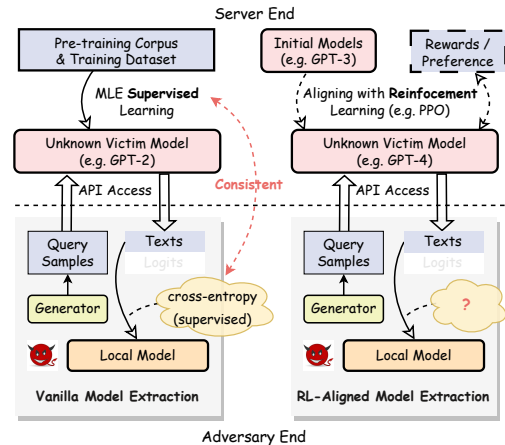 Server End
Pre-training Corpus
& Training Dataset
MLE Supervised
Learning
Unknown Victim Model
(e.g. GPT-2)
API Access
Consistent
Query
Samples
Generator
Texts
Logits
cross-entropy
(supervised)
Local Model
Vanilla Model Extraction
Initial Models
(e.g. GPT-3)
Rewards /
Preference
Aligning with Reinfocement
Learning (e.g. PPO)
Unknown Victim Model
(e.g. GPT-4)
API Access
Query
Samples
Generator
Texts
Logits
?
Local Model
RL-Aligned Model Extraction
Adversary End